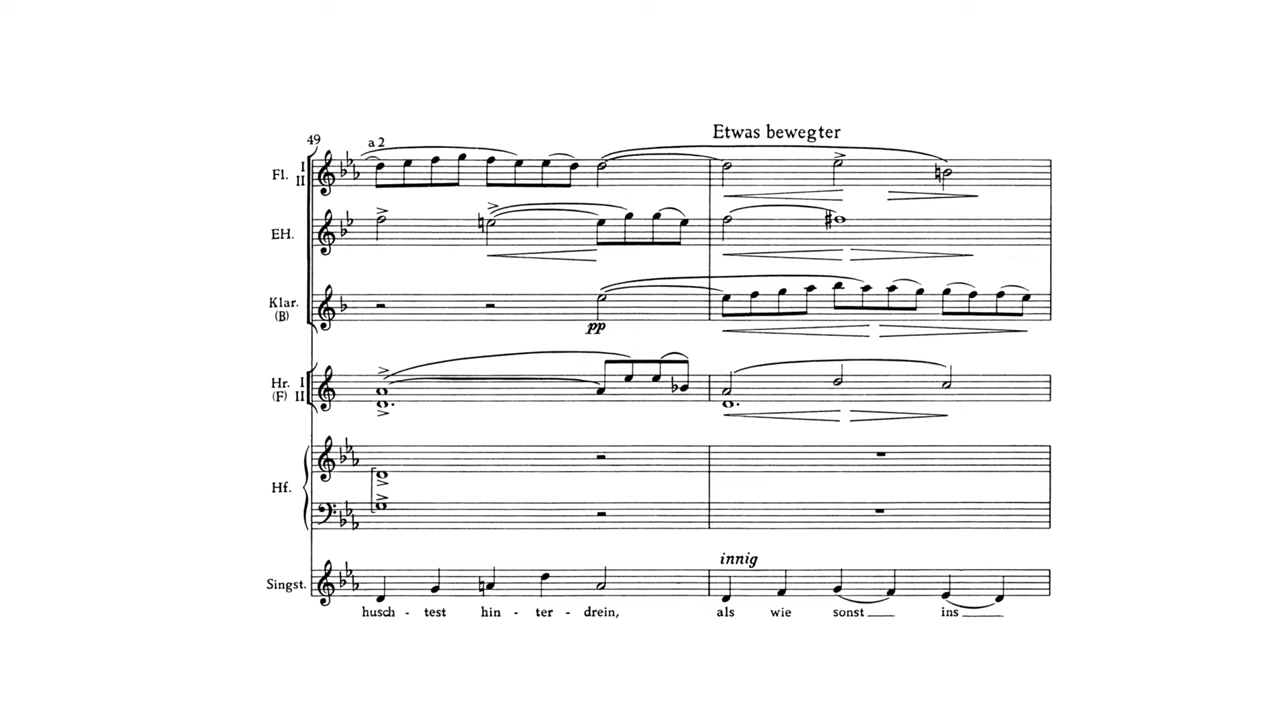 Etwas bewegter
49
a 2
Fl. I
II
EH.
Klar.
(B)
pp
Hr. I
(F) II
Hf.
innig
Singst.
husch - test hin - ter - drein, als wie sonst ins